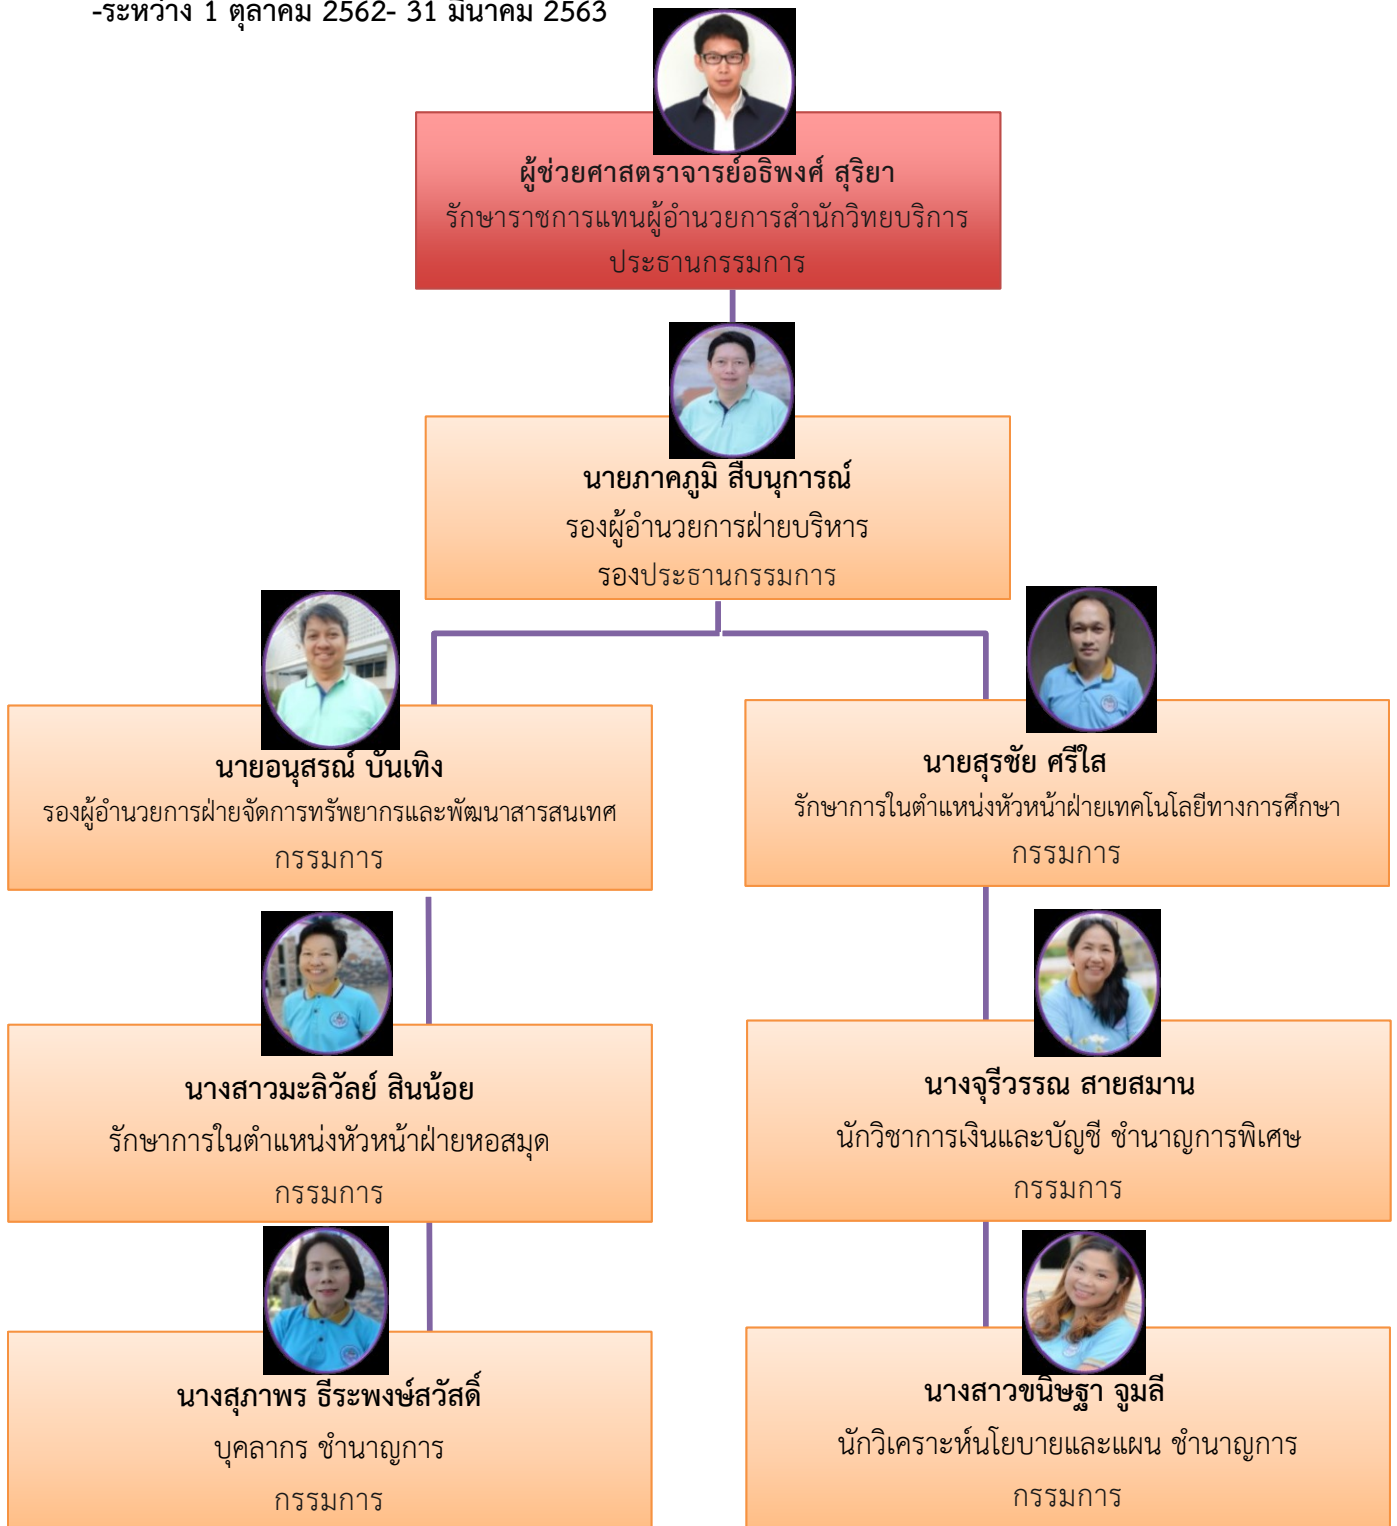 -ระหว่าง 1 ตุลาคม 2562- 31 มีนาคม 2563
ผู้ช่วยศาสตราจารย์อธิพงศ์ สุริยา
รักษาราชการแทนผู้อำนวยการสำนักวิทยบริการ
ประธานกรรมการ
นายภาคภูมิ สืบนุการณ์
รองผู้อำนวยการฝ่ายบริหาร
รองประธานกรรมการ
นายอนุสรณ์ บันเทิง
รองผู้อำนวยการฝ่ายจัดการทรัพยากรและพัฒนาสารสนเทศ
กรรมการ
นายสุรชัย ศรีใส
รักษาการในตำแหน่งหัวหน้าฝ่ายเทคโนโลยีทางการศึกษา
กรรมการ
นางสาวมะลิวัลย์ สินน้อย
รักษาการในตำแหน่งหัวหน้าฝ่ายหอสมุด
กรรมการ
นางจุรีวรรณ สายสมาน
นักวิชาการเงินและบัญชี ชำนาญการพิเศษ
กรรมการ
นางสุภาพร ธีระพงษ์สวัสดิ์
บุคลากร ชำนาญการ
กรรมการ
นางสาวขนิษฐา จูมลี
นักวิเคราะห์นโยบายและแผน ชำนาญการ
กรรมการ